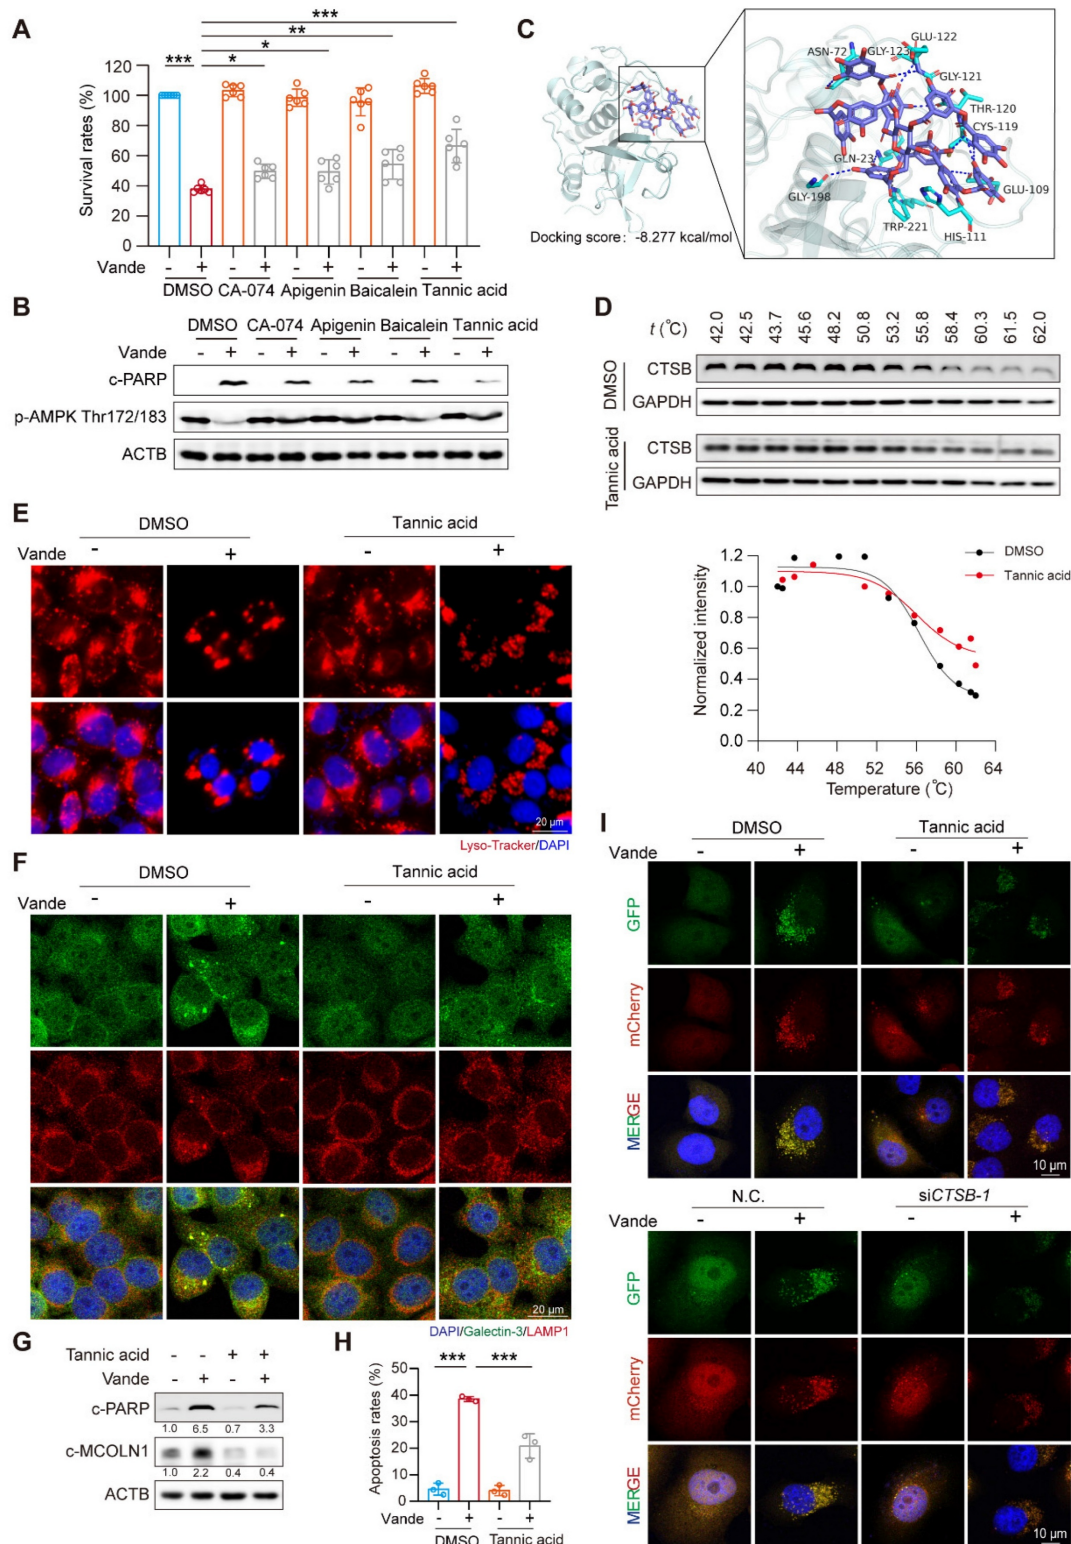 A
***
**
*
***
*
Survival rates (%)
120
100
80
60
40
20
0
Vande - + - + - + - + - +
DMSO CA-074 Apigenin Baicalein Tannic acid
B
DMSO CA-074 Apigenin Baicalein Tannic acid
Vande - + - + - + - + - +
c-PARP
p-AMPK Thr172/183
ACTB
C
Docking score: -8.277 kcal/mol
ASN-72 GLY-123 GLU-122
GLY-121
THR-120
CYS-119
GLN-23
GLU-109
GLY-198
TRP-221
HIS-111
D
t (°C) 42.0 42.5 43.7 45.6 48.2 50.8 53.2 55.8 58.4 60.3 61.5 62.0
DMSO
CTSB
GAPDH
Tannic acid
CTSB
GAPDH
Normalized intensity
1.2
1.0
0.8
0.6
0.4
0.2
0.0
40 44 48 52 56 60 64
Temperature (°C)
DMSO
Tannic acid
E
DMSO Tannic acid
Vande - + - +
20 µm
Lyso-Tracker/DAPI
F
DMSO Tannic acid
Vande - + - +
20 µm
DAPI/Galectin-3/LAMP1
G
Tannic acid - - + +
Vande - + - +
c-PARP
1.0 6.5 0.7 3.3
c-MCOLN1
1.0 2.2 0.4 0.4
ACTB
H
*** ***
Apoptosis rates (%)
50
40
30
20
10
0
Vande - + - +
DMSO Tannic acid
I
DMSO Tannic acid
Vande - + - +
GFP
mCherry
MERGE
10 µm
N.C. siCTSB-1
Vande - + - +
GFP
mCherry
MERGE
10 µm